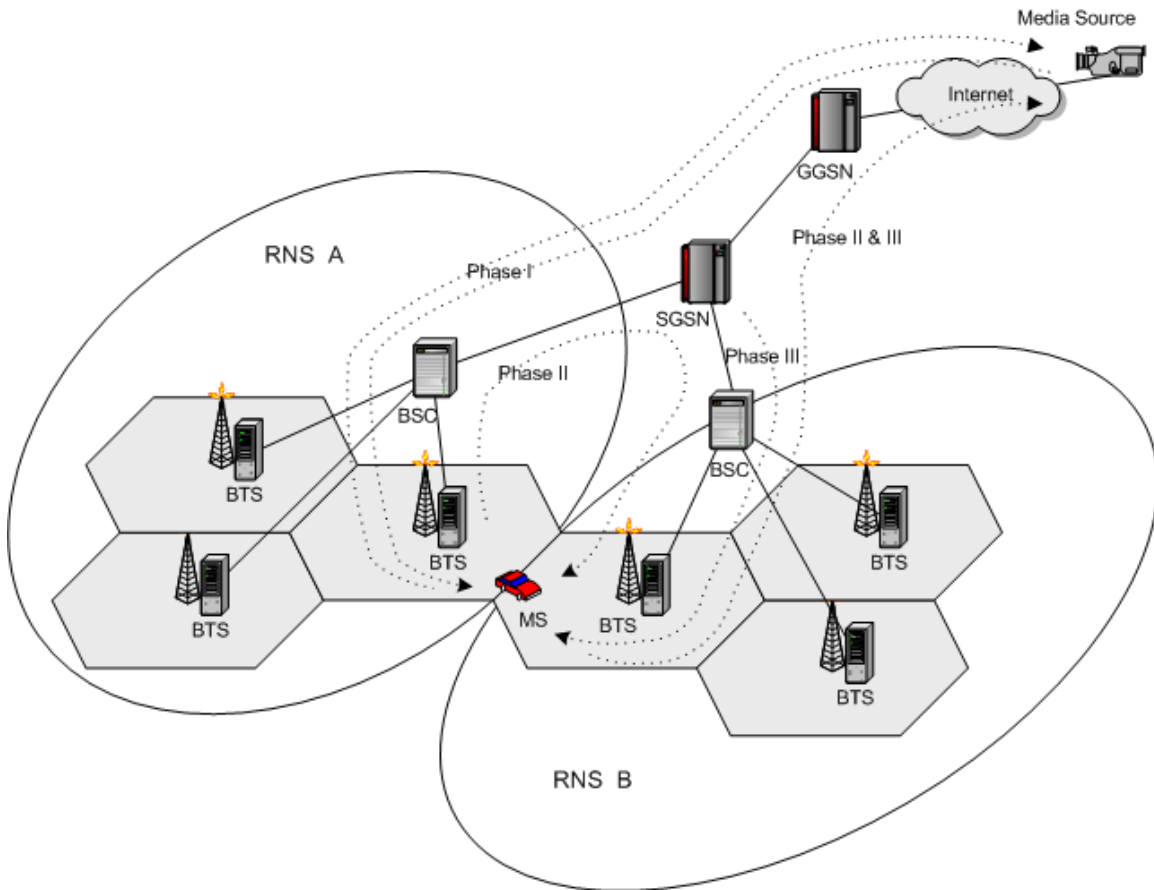 Media Source
Internet
GGSN
RNS A
Phase I
Phase II & III
SGSN
Phase II
Phase III
BSC
BSC
BTS
BTS
BTS
BTS
MS
BTS
BTS
BTS
RNS B